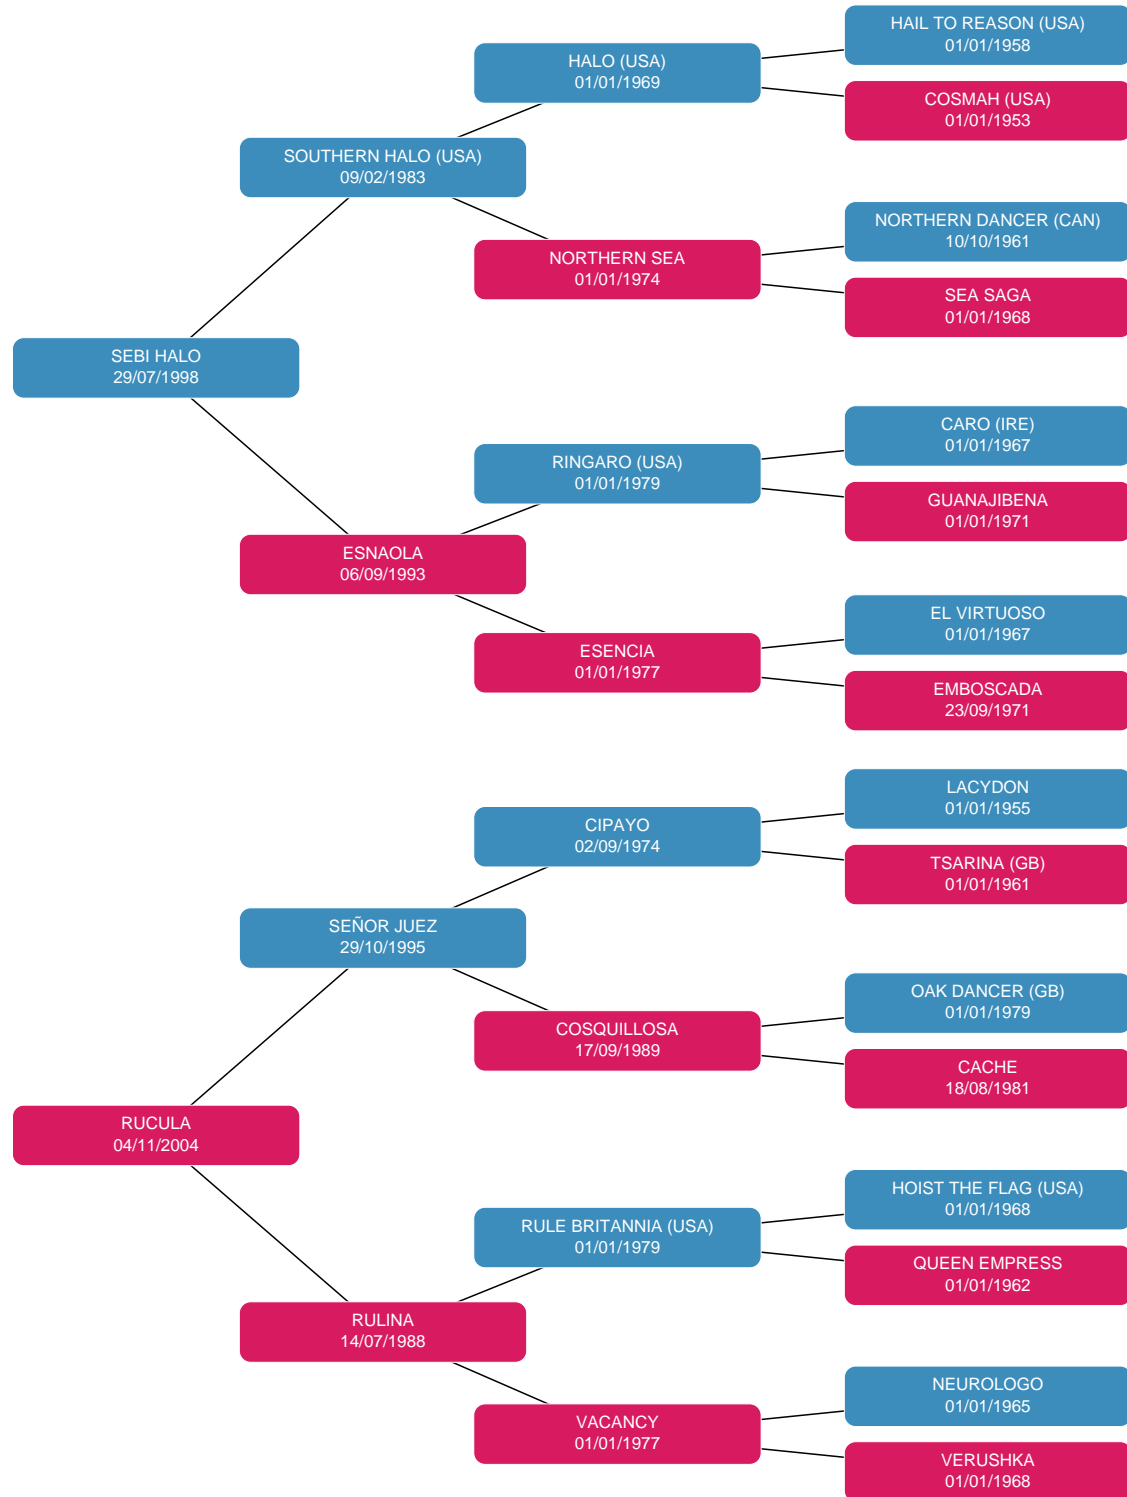 HAIL TO REASON (USA)
01/01/1958
HALO (USA)
01/01/1969
COSMAH (USA)
01/01/1953
SOUTHERN HALO (USA)
09/02/1983
NORTHERN DANCER (CAN)
10/10/1961
NORTHERN SEA
01/01/1974
SEA SAGA
01/01/1968
SEBI HALO
29/07/1998
CARO (IRE)
01/01/1967
RINGARO (USA)
01/01/1979
GUANAJIBENA
01/01/1971
ESNAOLA
06/09/1993
EL VIRTUOSO
01/01/1967
ESENCIA
01/01/1977
EMBOSCADA
23/09/1971
LACYDON
01/01/1955
CIPAYO
02/09/1974
TSARINA (GB)
01/01/1961
SEÑOR JUEZ
29/10/1995
OAK DANCER (GB)
01/01/1979
COSQUILLOSA
17/09/1989
CACHE
18/08/1981
RUCULA
04/11/2004
HOIST THE FLAG (USA)
01/01/1968
RULE BRITANNIA (USA)
01/01/1979
QUEEN EMPRESS
01/01/1962
RULINA
14/07/1988
NEUROLOGO
01/01/1965
VACANCY
01/01/1977
VERUSHKA
01/01/1968